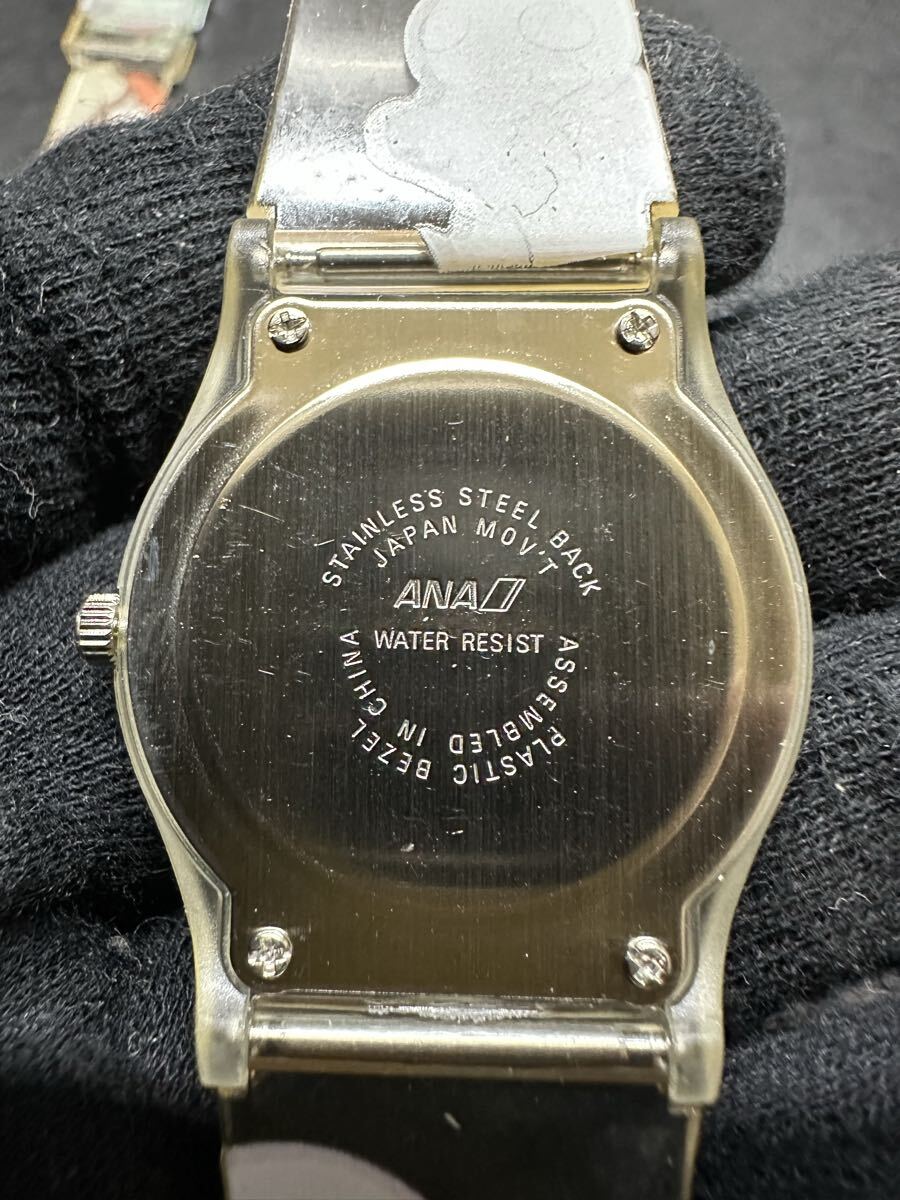 STAINLESS STEEL BACK
JAPAN MOV'T
ANA
WATER RESIST
ASSEMBLED IN CHINA
PLASTIC BEZEL